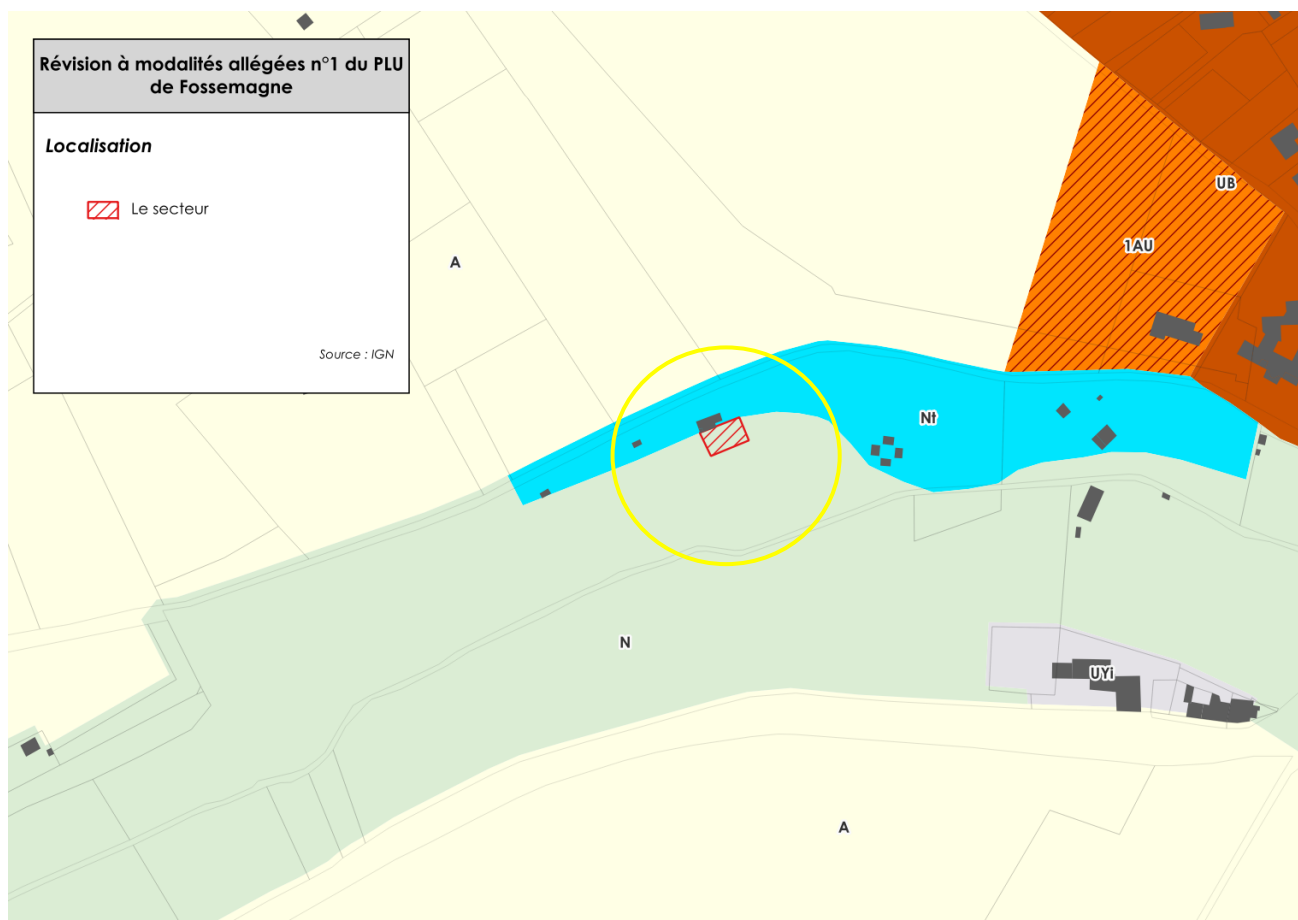 Révision à modalités allégées n°1 du PLU
de Fossemagne
Localisation
Le secteur
Source : IGN
UB
1AU
A
Nt
N
UYi
A